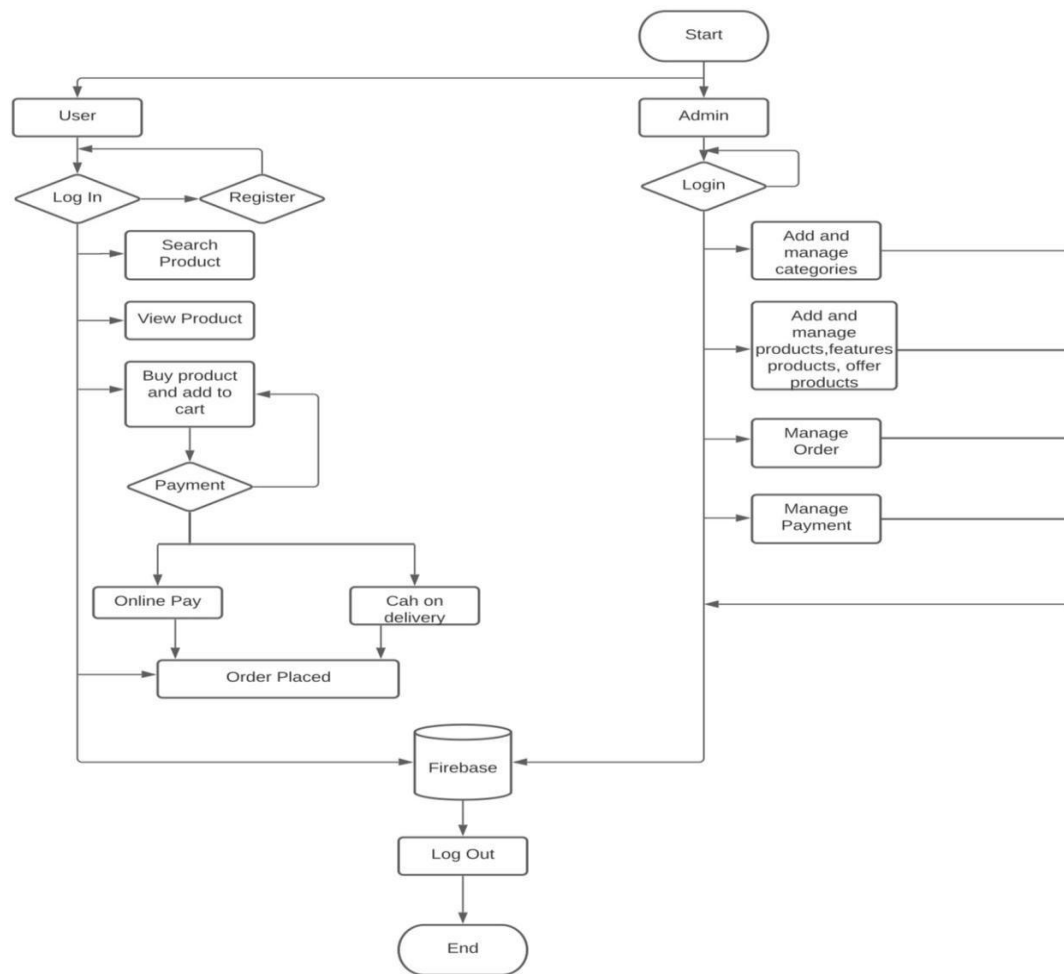 Start
User
Admin
Log In
Register
Login
Search
Product
Add and
manage
categories
View Product
Add and
manage
products,features
products, offer
products
Buy product
and add to
cart
Manage
Order
Payment
Manage
Payment
Online Pay
Cah on
delivery
Order Placed
Firebase
Log Out
End